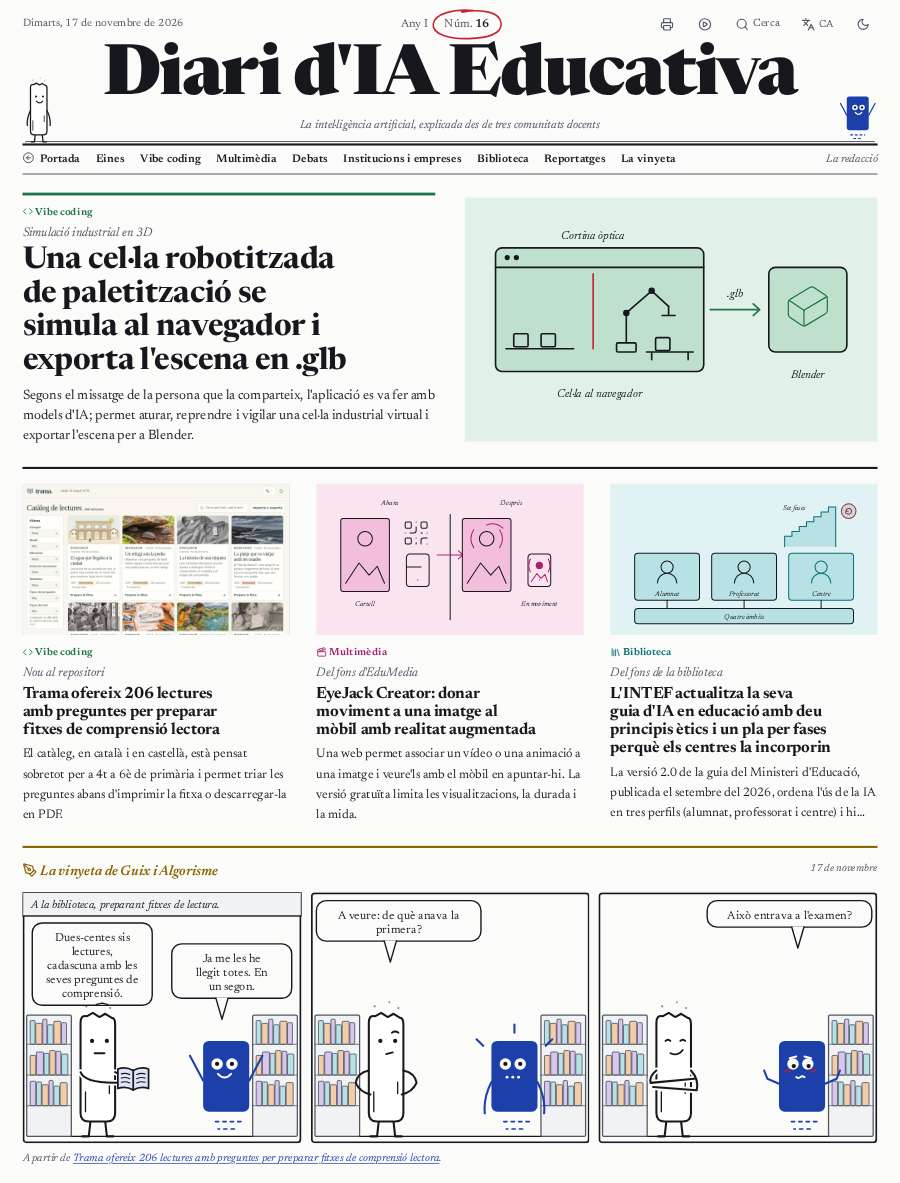 Dimarts, 17 de novembre de 2026
Any I Núm. 16
Cerca
CA
Diari d'IA Educativa
La intel·ligència artificial, explicada des de tres comunitats docents
Portada Eines Vibe coding Multimèdia Debats Institucions i empreses Biblioteca Reportatges La vinyeta La redacció
Vibe coding
Simulació industrial en 3D
Una cel·la robotitzada
de paletització se
simula al navegador i
exporta l'escena en .glb
Segons el missatge de la persona que la comparteix, l'aplicació es va fer amb
models d'IA; permet aturar, reprendre i vigilar una cel·la industrial virtual i
exportar l'escena per a Blender.
Cortina òptica
.glb
Blender
Cel·la al navegador
trama.
Catàleg de lectures
Vibe coding
Nou al repositori
Trama ofereix 206 lectures
amb preguntes per preparar
fitxes de comprensió lectora
El catàleg, en català i en castellà, està pensat
sobretot per a 4t a 6è de primària i permet triar les
preguntes abans d'imprimir la fitxa o descarregar-la
en PDF.
Abans
Després
Cartell
En moviment
Multimèdia
Del fons d'EduMedia
EyeJack Creator: donar
moviment a una imatge al
mòbil amb realitat augmentada
Una web permet associar un vídeo o una animació a
una imatge i veure'ls amb el mòbil en apuntar-hi. La
versió gratuïta limita les visualitzacions, la durada i
la mida.
Set fases
Alumnat
Professorat
Centre
Quatre àmbits
Biblioteca
Del fons de la biblioteca
L'INTEF actualitza la seva
guia d'IA en educació amb deu
principis ètics i un pla per fases
perquè els centres la incorporin
La versió 2.0 de la guia del Ministeri d'Educació,
publicada el setembre del 2026, ordena l'ús de la IA
en tres perfils (alumnat, professorat i centre) i hi...
La vinyeta de Guix i Algorisme
17 de novembre
A la biblioteca, preparant fitxes de lectura.
Dues-centes sis
lectures,
cadascuna amb les
seves preguntes de
comprensió.
Ja me les he
llegit totes. En
un segon.
A veure: de què anava la
primera?
Això entrava a l'examen?
A partir de Trama ofereix 206 lectures amb preguntes per preparar fitxes de comprensió lectora.